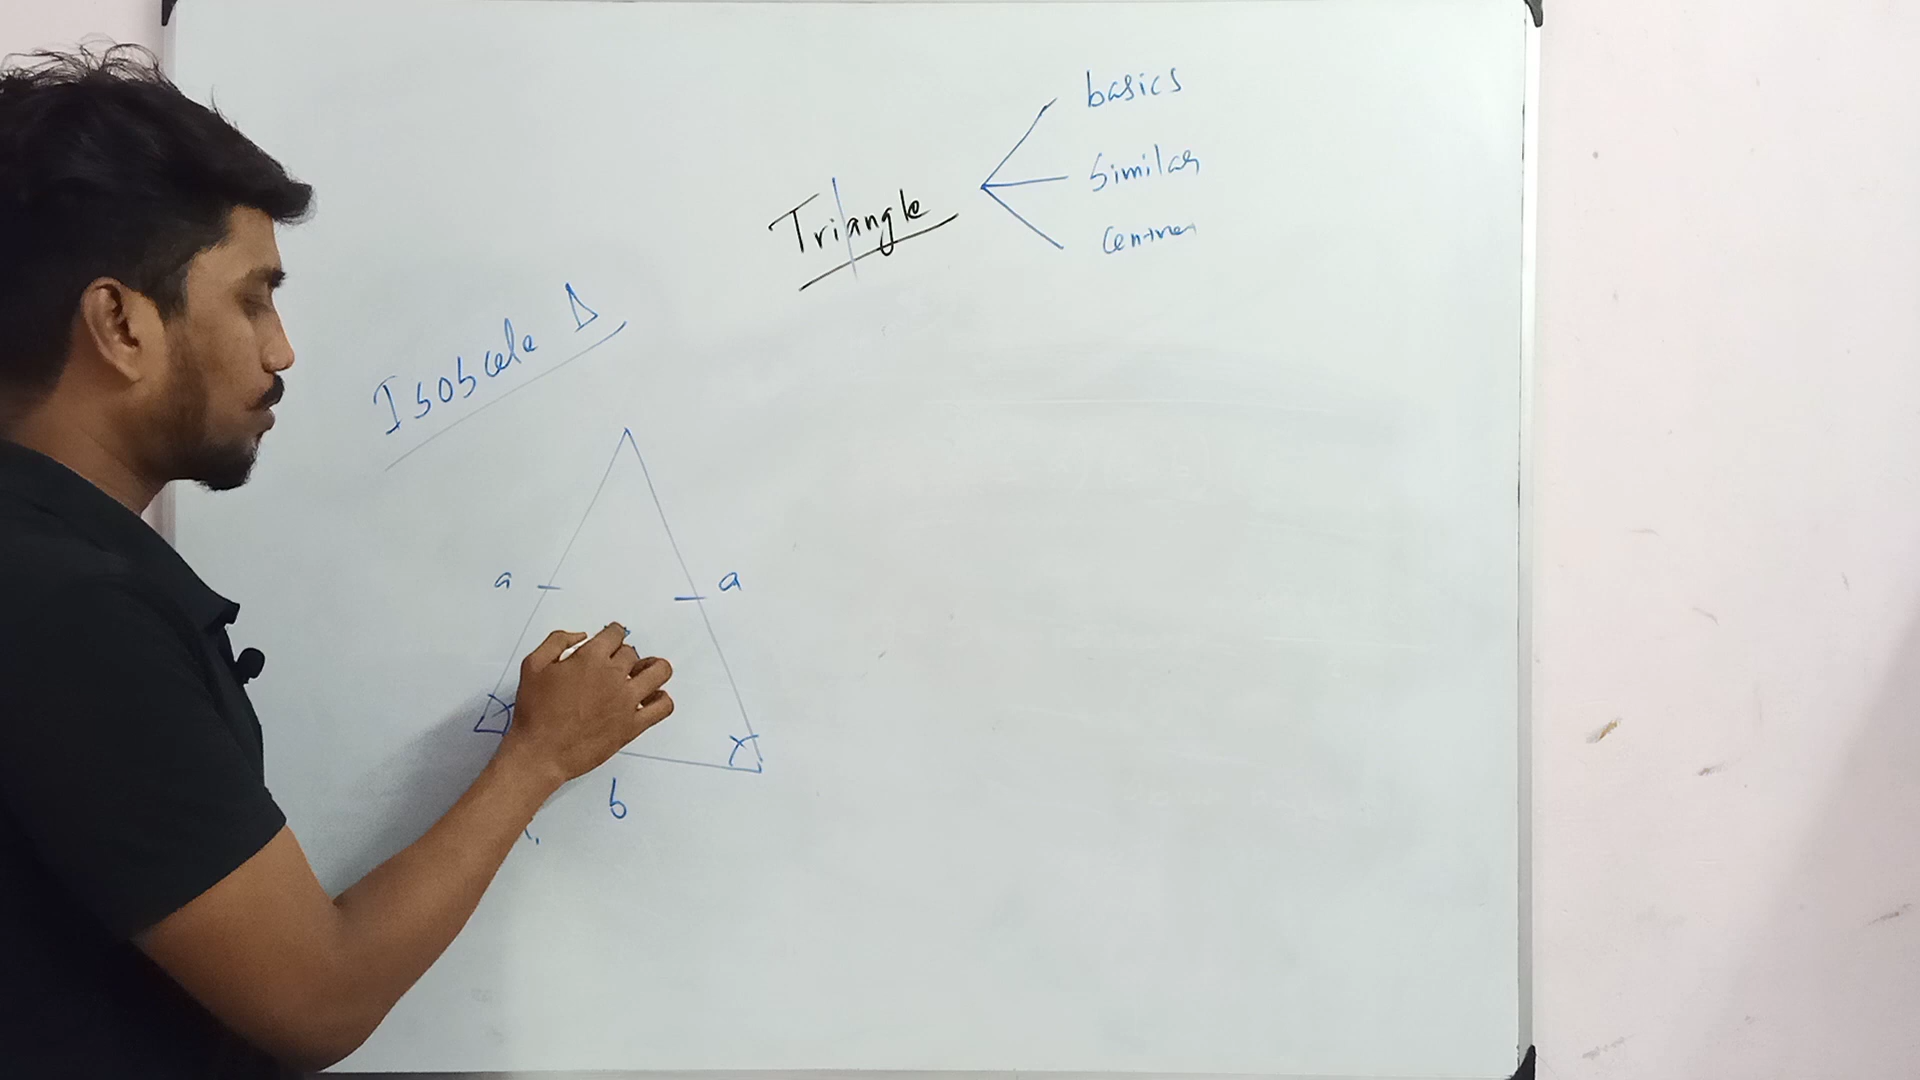 basics
Similar
Triangle
Centres
Isoscele Δ
a
a
x
b